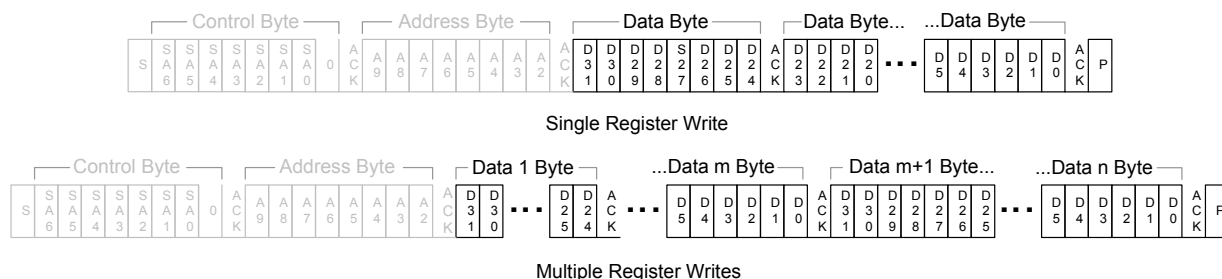 Control Byte Address Byte Data Byte Data Byte... ...Data Byte
S SA6 SA5 SA4 SA3 SA2 SA1 SA0 0 ACK A9 A8 A7 A6 A5 A4 A3 A2 ACK D31 D30 D29 D28 S27 D26 D25 D24 ACK D23 D22 D21 D20 ... D5 D4 D3 D2 D1 D0 ACK P
Single Register Write
Control Byte Address Byte Data 1 Byte ...Data m Byte Data m+1 Byte... ...Data n Byte
S SA6 SA5 SA4 SA3 SA2 SA1 SA0 0 ACK A9 A8 A7 A6 A5 A4 A3 A2 ACK D31 D30 ... D25 D24 ACK ... D5 D4 D3 D2 D1 D0 ACK D31 D30 D29 D28 D27 D26 D25 ... D5 D4 D3 D2 D1 D0 ACK P
Multiple Register Writes